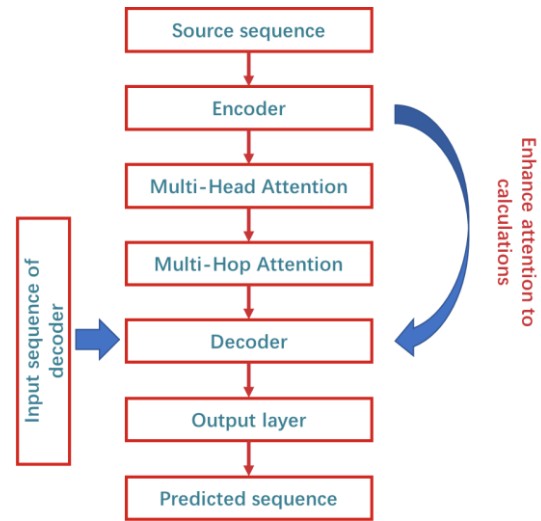 Source sequence
Encoder
Multi-Head Attention
Multi-Hop Attention
Decoder
Output layer
Predicted sequence
Input sequence of
decoder
Enhance attention to
calculations